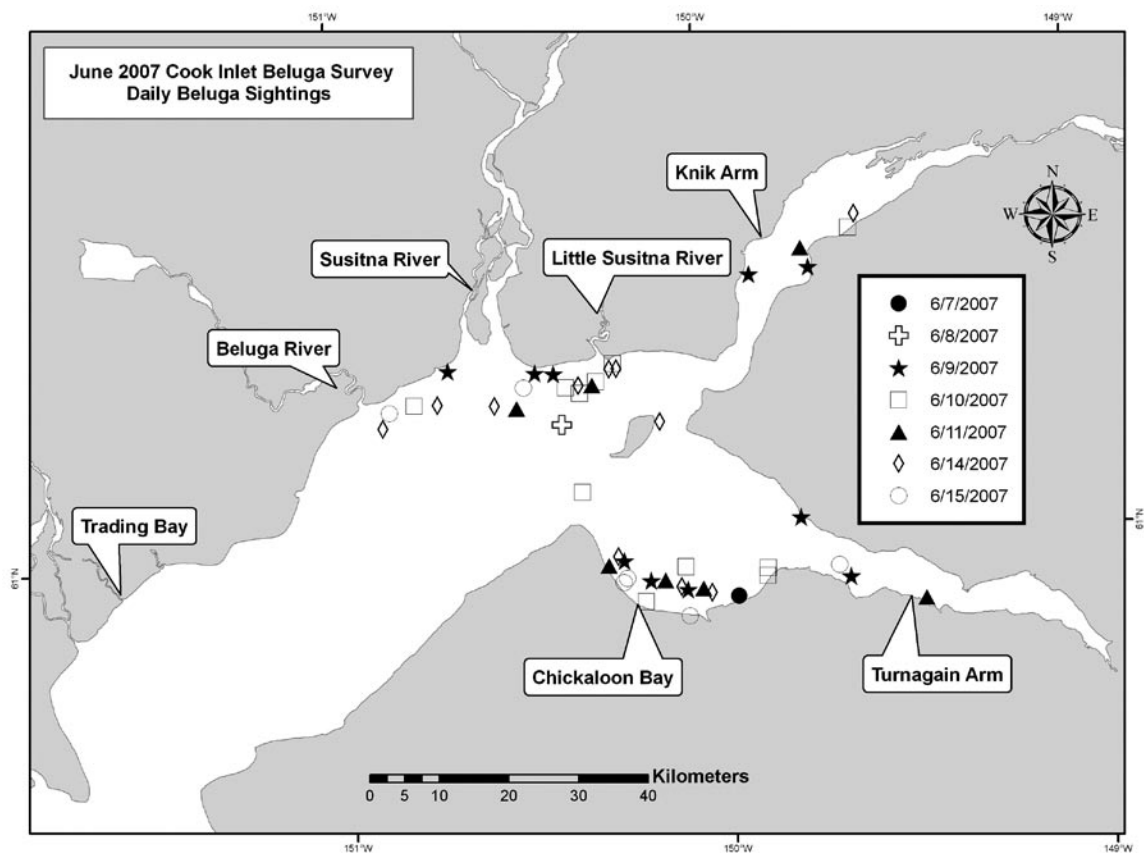 151°W
150°W
149°W
June 2007 Cook Inlet Beluga Survey
Daily Beluga Sightings
Knik Arm
N
W
E
S
Susitna River
Little Susitna River
6/7/2007
6/8/2007
6/9/2007
6/10/2007
6/11/2007
6/14/2007
6/15/2007
Beluga River
Trading Bay
61°N
61°N
Chickaloon Bay
Turnagain Arm
Kilometers
0 5 10 20 30 40
151°W
150°W
149°W